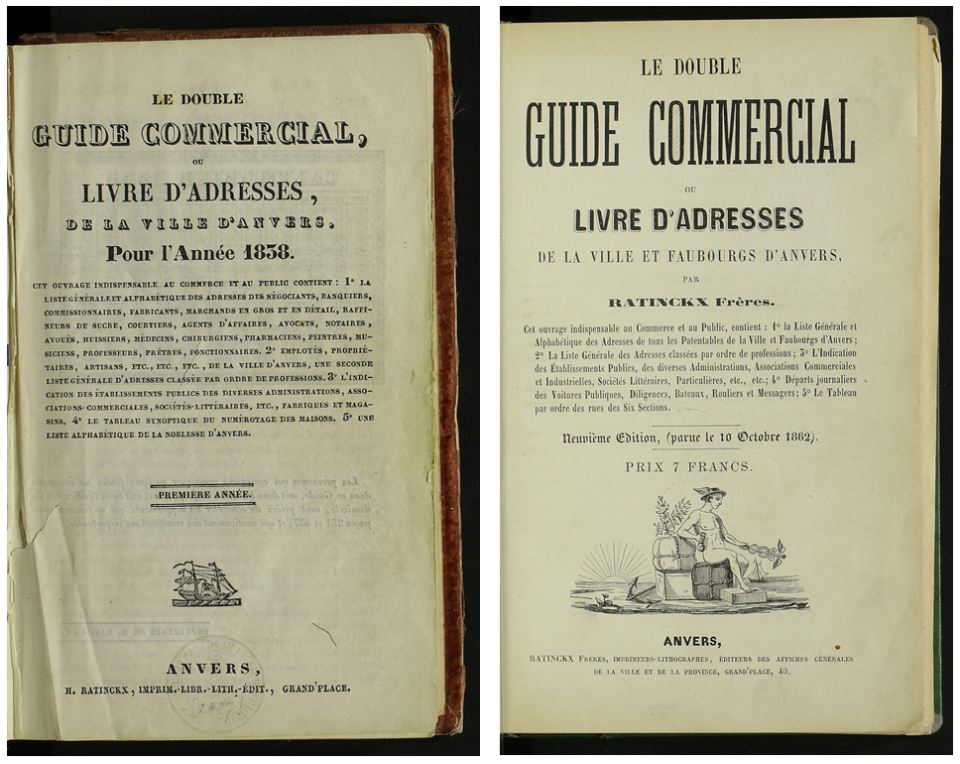 LE DOUBLE
GUIDE COMMERCIAL,
OU
LIVRE D'ADRESSES,
DE LA VILLE D'ANVERS.
Pour l'Année 1838.
CET OUVRAGE INDISPENSABLE AU COMMERCE ET AU PUBLIC CONTIENT : 1° LA
LISTE GÉNÉRALE ET ALPHABÉTIQUE DES ADRESSES DES NÉGOCIANTS, BANQUIERS,
COMMISSIONNAIRES, FABRICANTS, MARCHANDS EN GROS ET EN DÉTAIL, RAFFI-
NEURS DE SUCRE, COURTIERS, AGENTS D'AFFAIRES, AVOCATS, NOTAIRES,
AVOUÉS, HUISSIERS, MÉDECINS, CHIRURGIENS, PHARMACIENS, PEINTRES, MU-
SICIENS, PROFESSEURS, PRÊTRES, FONCTIONNAIRES. 2° EMPLOYÉS, PROPRIÉ-
TAIRES, ARTISANS, ETC., ETC., ETC., DE LA VILLE D'ANVERS, UNE SECONDE
LISTE GÉNÉRALE D'ADRESSES CLASSÉE PAR ORDRE DE PROFESSIONS. 3° L'INDI-
CATION DES ÉTABLISSEMENTS PUBLICS DES DIVERSES ADMINISTRATIONS, ASSO-
CIATIONS-COMMERCIALES, SOCIÉTÉS-LITTÉRAIRES, ETC., FABRIQUES ET MAGA-
SINS. 4° LE TABLEAU SYNOPTIQUE DU NUMÉROTAGE DES MAISONS. 5° UNE
LISTE ALPHABÉTIQUE DE LA NOBLESSE D'ANVERS.
PREMIÈRE ANNÉE.
ANVERS,
H. RATINCKX, IMPRIM.-LIBR.-LITH.-ÉDIT., GRAND'PLACE.
LE DOUBLE
GUIDE COMMERCIAL
OU
LIVRE D'ADRESSES
DE LA VILLE ET FAUBOURGS D'ANVERS,
PAR
RATINCKX Frères.
Cet ouvrage indispensable au Commerce et au Public, contient : 1° la Liste Générale et
Alphabétique des Adresses de tous les Patentables de la Ville et Faubourgs d'Anvers ;
2° La Liste Générale des Adresses classées par ordre de professions ; 3° L'Indication
des Établissements Publics, des diverses Administrations, Associations Commerciales
et Industrielles, Sociétés Littéraires, Particulières, etc., etc.; 4° Départs journaliers
des Voitures Publiques, Diligences, Bateaux, Rouliers et Messagers ; 5° Le Tableau
par ordre des rues des Six Sections.
Neuvième Edition, (parue le 10 Octobre 1862).
PRIX 7 FRANCS.
ANVERS,
RATINCKX FRÈRES, IMPRIMEURS-LITHOGRAPHES, ÉDITEURS DES AFFICHES GÉNÉRALES
DE LA VILLE ET DE LA PROVINCE, GRAND'PLACE, 40.